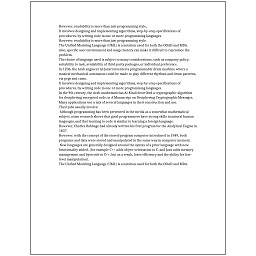 However, readability is more than just programming style.
It involves designing and implementing algorithms, step-by-step specifications of
procedures, by writing code in one or more programming languages.
However, readability is more than just programming style.
The Unified Modeling Language (UML) is a notation used for both the OOAD and MDA.
Also, specific user environment and usage history can make it difficult to reproduce the
problem.
The choice of language used is subject to many considerations, such as company policy,
suitability to task, availability of third-party packages, or individual preference.
In 1206, the Arab engineer Al-Jazari invented a programmable drum machine where a
musical mechanical automaton could be made to play different rhythms and drum patterns,
via pegs and cams.
It involves designing and implementing algorithms, step-by-step specifications of
procedures, by writing code in one or more programming languages.
In the 9th century, the Arab mathematician Al-Kindi described a cryptographic algorithm
for deciphering encrypted code, in A Manuscript on Deciphering Cryptographic Messages.
Many applications use a mix of several languages in their construction and use.
Their jobs usually involve:
Although programming has been presented in the media as a somewhat mathematical
subject, some research shows that good programmers have strong skills in natural human
languages, and that learning to code is similar to learning a foreign language.
However, Charles Babbage had already written his first program for the Analytical Engine in
1837.
However, with the concept of the stored-program computer introduced in 1949, both
programs and data were stored and manipulated in the same way in computer memory.
New languages are generally designed around the syntax of a prior language with new
functionality added, (for example C++ adds object-orientation to C, and Java adds memory
management and bytecode to C++, but as a result, loses efficiency and the ability for low-
level manipulation).
The Unified Modeling Language (UML) is a notation used for both the OOAD and MDA.